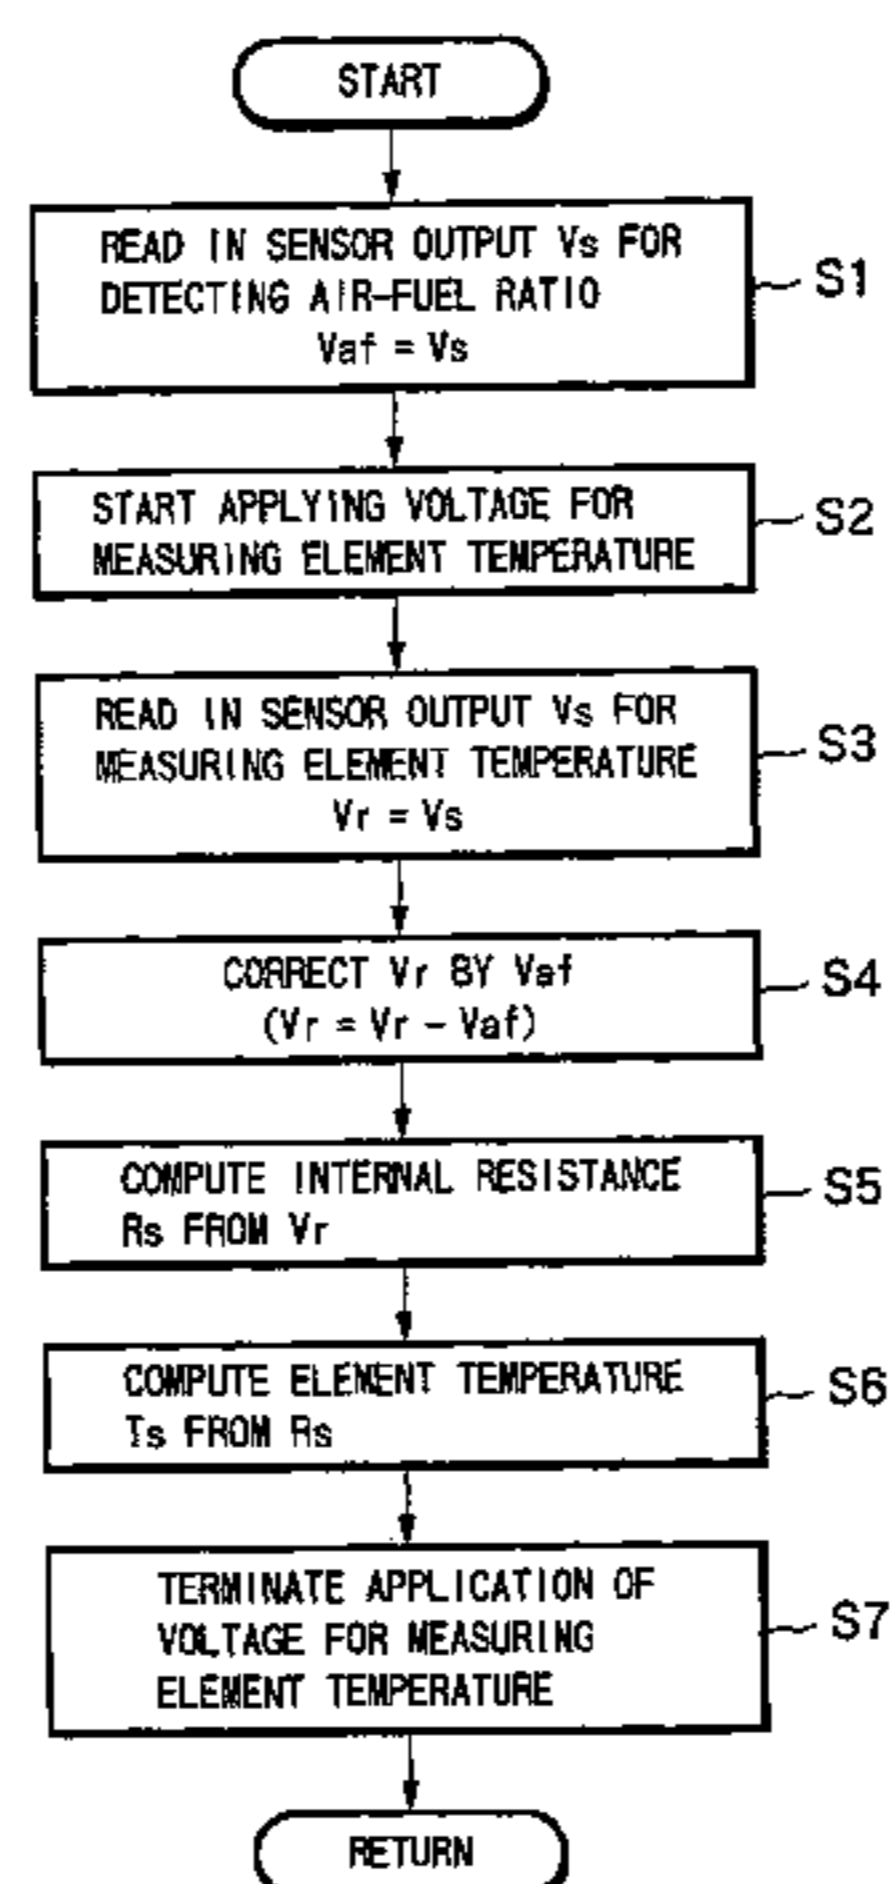 START
READ IN SENSOR OUTPUT Vs FOR
DETECTING AIR-FUEL RATIO
Vaf = Vs
S1
START APPLYING VOLTAGE FOR
MEASURING ELEMENT TEMPERATURE
S2
READ IN SENSOR OUTPUT Vs FOR
MEASURING ELEMENT TEMPERATURE
Vr = Vs
S3
CORRECT Vr BY Vaf
(Vr = Vr - Vaf)
S4
COMPUTE INTERNAL RESISTANCE
Rs FROM Vr
S5
COMPUTE ELEMENT TEMPERATURE
Ts FROM Rs
S6
TERMINATE APPLICATION OF
VOLTAGE FOR MEASURING
ELEMENT TEMPERATURE
S7
RETURN